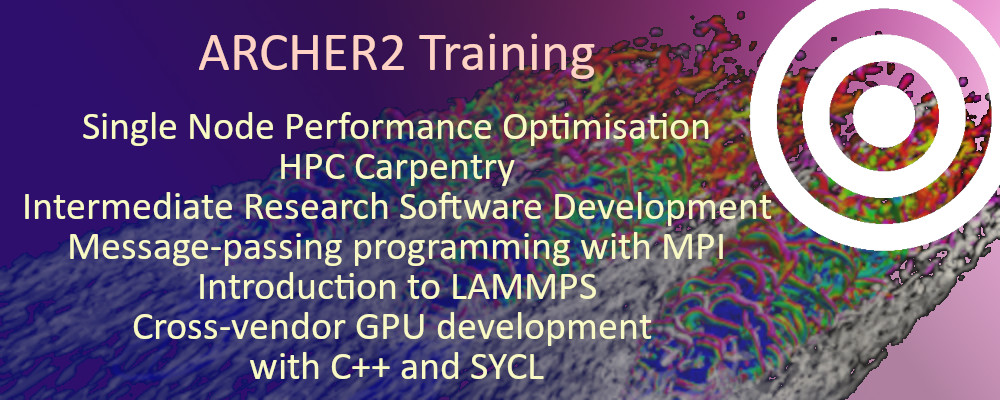 ARCHER2 Training
Single Node Performance Optimisation
HPC Carpentry
Intermediate Research Software Development
Message-passing programming with MPI
Introduction to LAMMPS
Cross-vendor GPU development
with C++ and SYCL